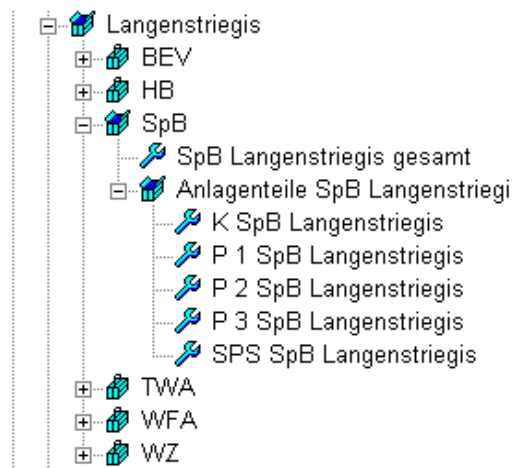 Langenstriegis
BEV
HB
SpB
SpB Langenstriegis gesamt
Anlagenteile SpB Langenstriegi
K SpB Langenstriegis
P 1 SpB Langenstriegis
P 2 SpB Langenstriegis
P 3 SpB Langenstriegis
SPS SpB Langenstriegis
TWA
WFA
WZ